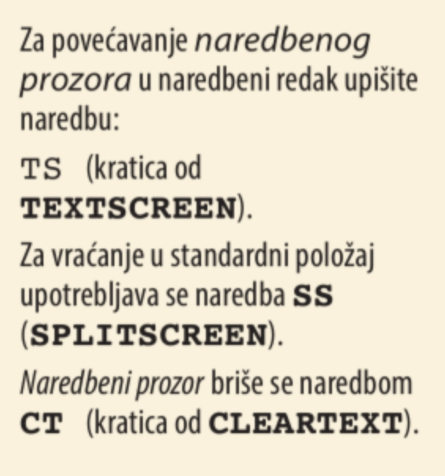 Za povećavanje naredbenog
prozora u naredbeni redak upišite
naredbu:
TS (kratica od
TEXTSCREEN).
Za vraćanje u standardni položaj
upotrebljava se naredba SS
(SPLITSCREEN).
Naredbeni prozor briše se naredbom
CT (kratica od CLEARTEXT).